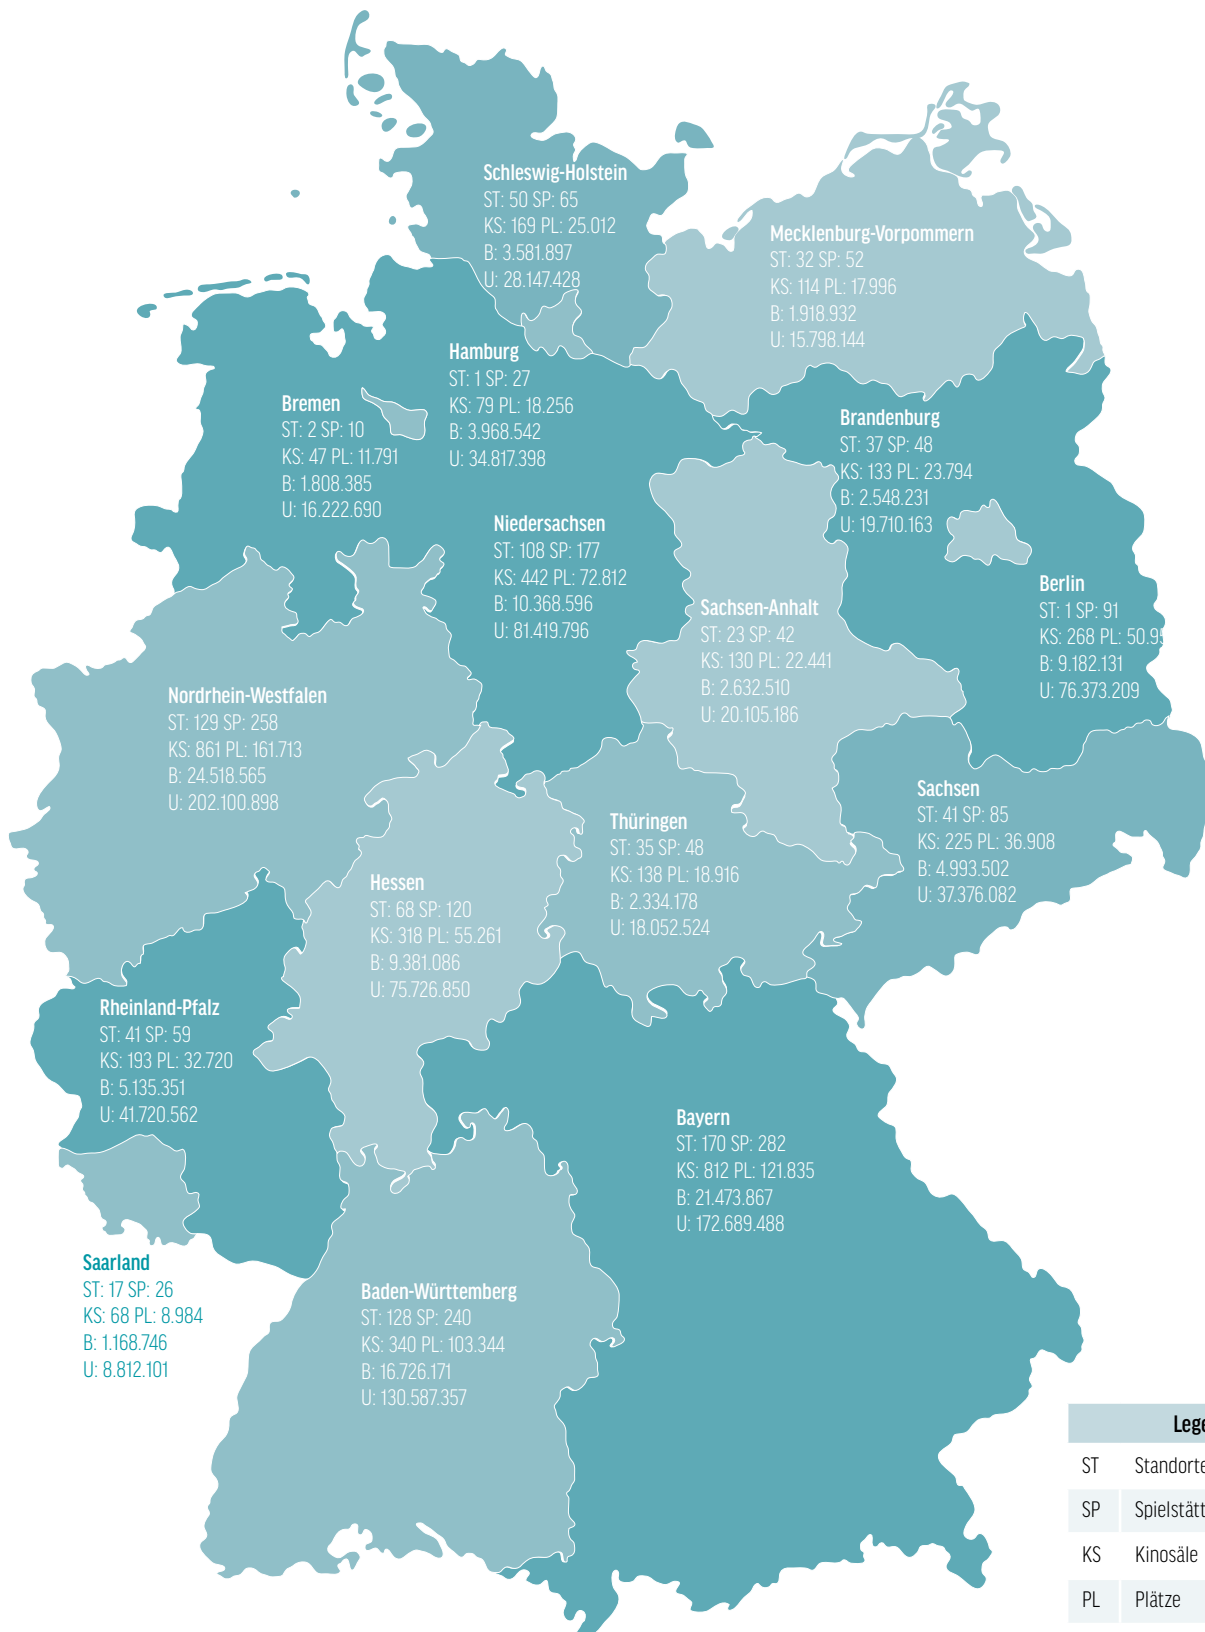 Schleswig-Holstein
ST: 50 SP: 65
KS: 169 PL: 25.012
B: 3.581.897
U: 28.147.428
Mecklenburg-Vorpommern
ST: 32 SP: 52
KS: 114 PL: 17.996
B: 1.918.932
U: 15.798.144
Hamburg
ST: 1 SP: 27
KS: 79 PL: 18.256
B: 3.968.542
U: 34.817.398
Bremen
ST: 2 SP: 10
KS: 47 PL: 11.791
B: 1.808.385
U: 16.222.690
Brandenburg
ST: 37 SP: 48
KS: 133 PL: 23.794
B: 2.548.231
U: 19.710.163
Niedersachsen
ST: 108 SP: 177
KS: 442 PL: 72.812
B: 10.368.596
U: 81.419.796
Berlin
ST: 1 SP: 91
KS: 268 PL:
B: 9.182.131
U: 76.373.209
Sachsen-Anhalt
ST: 23 SP: 42
KS: 130 PL: 22.441
B: 2.632.510
U: 20.105.186
Nordrhein-Westfalen
ST: 129 SP: 258
KS: 861 PL: 161.713
B: 24.518.565
U: 202.100.898
Sachsen
ST: 41 SP: 85
KS: 225 PL: 36.908
B: 4.993.502
U: 37.376.082
Thüringen
ST: 35 SP: 48
KS: 138 PL: 18.916
B: 2.334.178
U: 18.052.524
Hessen
ST: 68 SP: 120
KS: 318 PL: 55.261
B: 9.381.086
U: 75.726.850
Rheinland-Pfalz
ST: 41 SP: 59
KS: 193 PL: 32.720
B: 5.135.351
U: 41.720.562
Bayern
ST: 170 SP: 282
KS: 812 PL: 121.835
B: 21.473.867
U: 172.689.488
Saarland
ST: 17 SP: 26
KS: 68 PL: 8.984
B: 1.168.746
U: 8.812.101
Baden-Württemberg
ST: 128 SP: 240
KS: 340 PL: 103.344
B: 16.726.171
U: 130.587.357
Lege
ST Standorte
SP Spielstätt
KS Kinosäle
PL Plätze